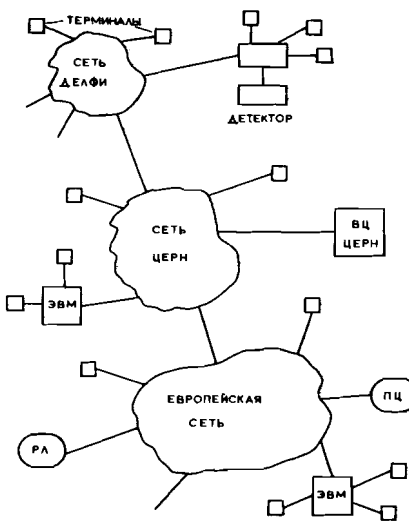 ТЕРМИНАЛЫ
СЕТЬ
ДЕЛФИ
ДЕТЕКТОР
СЕТЬ
ЦЕРН
ВЦ
ЦЕРН
ЭВМ
ЕВРОПЕЙСКАЯ
СЕТЬ
ПЦ
РЛ
ЭВМ